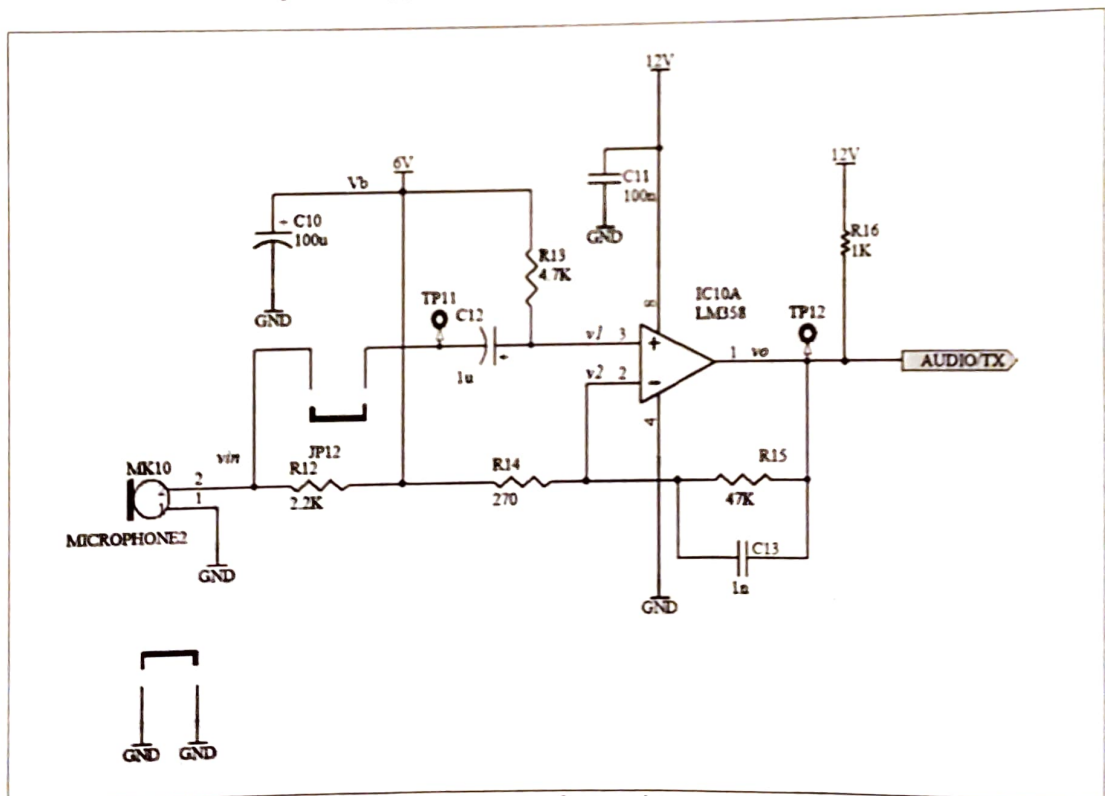 12V
6V
Vb
C10
100u
GND
C11
100n
GND
12V
R16
1K
R13
4.7K
TP11
C12
1u
8
IC10A
LM358
TP12
v1 3
v2 2
1 vo
AUDIO/TX
4
JP12
vin
MK10
2
1
R12
2.2K
R14
270
R15
47K
C13
1n
MICROPHONE2
GND
GND
GND GND